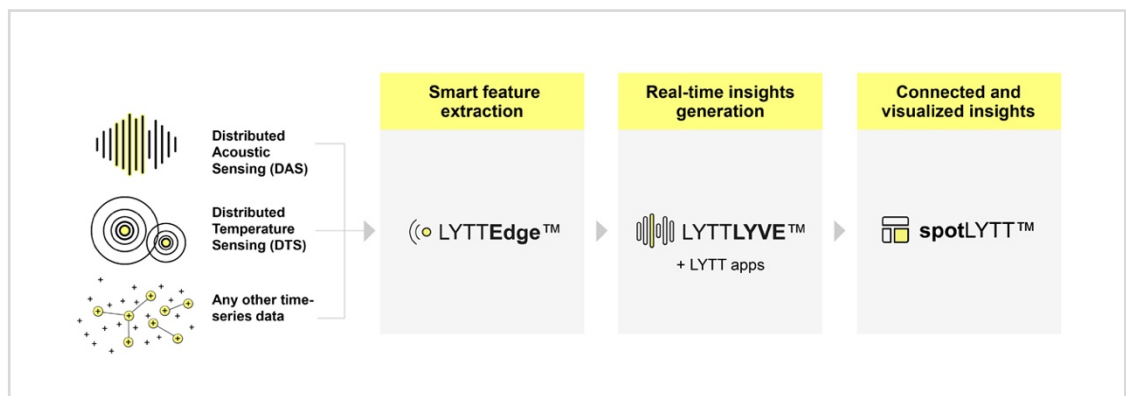 Distributed
Acoustic
Sensing (DAS)
Distributed
Temperature
Sensing (DTS)
Any other time-
series data
Smart feature
extraction
LYTTEdge™
Real-time insights
generation
LYTTLYVE™
+ LYTT apps
Connected and
visualized insights
spotLYTT™